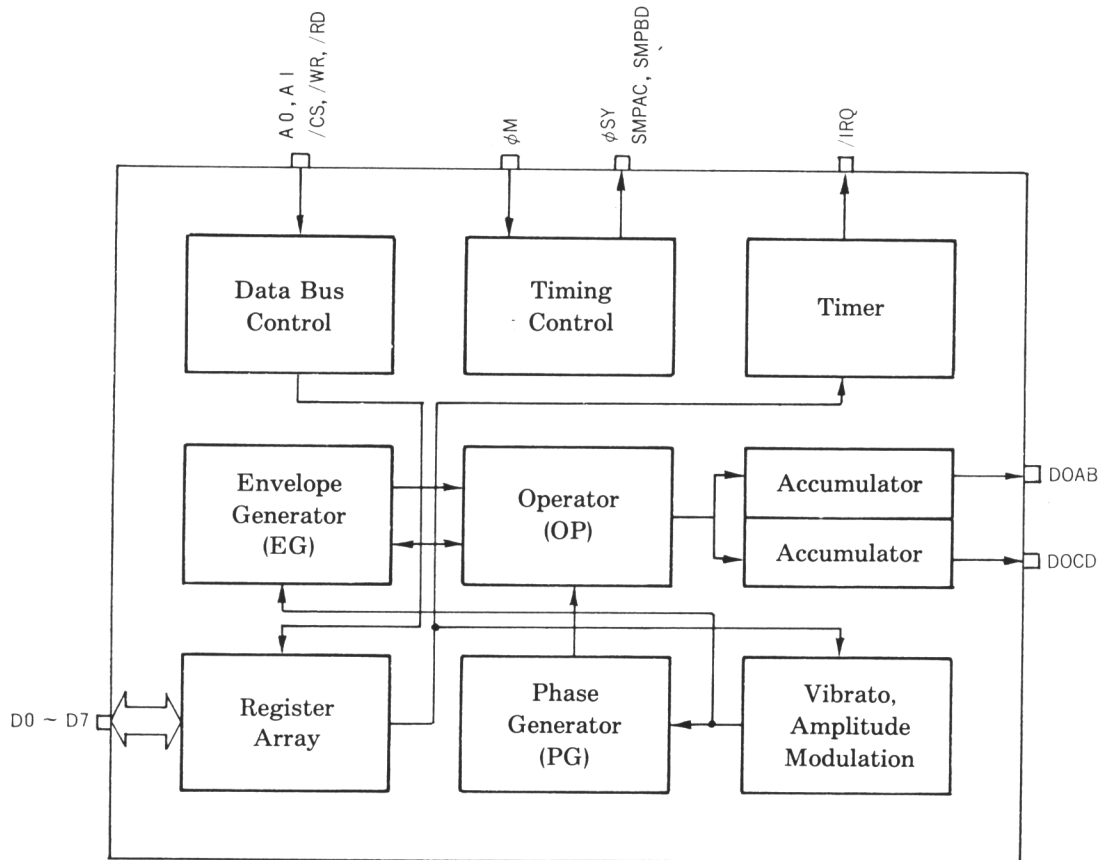 A0, A1
/CS, /WR, /RD
φM
φSY
SMPAC, SMPBD
/IRQ
Data Bus
Control
Timing
Control
Timer
Envelope
Generator
(EG)
Operator
(OP)
Accumulator
DOAB
Accumulator
DOCD
D0 ~ D7
Register
Array
Phase
Generator
(PG)
Vibrato,
Amplitude
Modulation